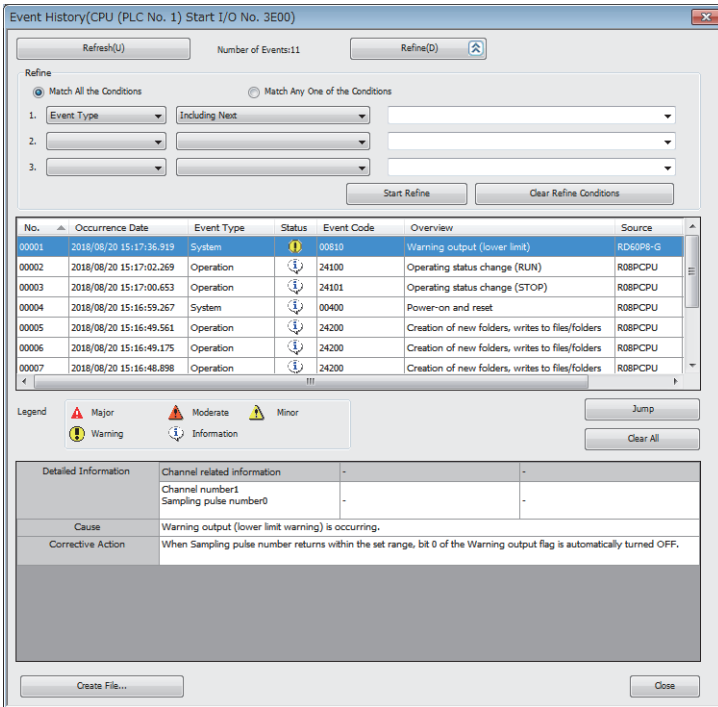 Event History(CPU (PLC No. 1) Start I/O No. 3E00)
Refresh(U) Number of Events:11 Refine(D)
Refine
Match All the Conditions Match Any One of the Conditions
1. Event Type Including Next
2.
3.
Start Refine Clear Refine Conditions
No. Occurrence Date Event Type Status Event Code Overview Source
00001 2018/08/20 15:17:36.919 System 00810 Warning output (lower limit) RD60P8-G
00002 2018/08/20 15:17:02.269 Operation 24100 Operating status change (RUN) R08PCPU
00003 2018/08/20 15:17:00.653 Operation 24101 Operating status change (STOP) R08PCPU
00004 2018/08/20 15:16:59.267 System 00400 Power-on and reset R08PCPU
00005 2018/08/20 15:16:49.561 Operation 24200 Creation of new folders, writes to files/folders R08PCPU
00006 2018/08/20 15:16:49.175 Operation 24200 Creation of new folders, writes to files/folders R08PCPU
00007 2018/08/20 15:16:48.898 Operation 24200 Creation of new folders, writes to files/folders R08PCPU
Legend Major Moderate Minor Jump
Warning Information Clear All
Detailed Information Channel related information - -
Channel number1
Sampling pulse number0 - -
Cause Warning output (lower limit warning) is occurring.
Corrective Action When Sampling pulse number returns within the set range, bit 0 of the Warning output flag is automatically turned OFF.
Create File... Close